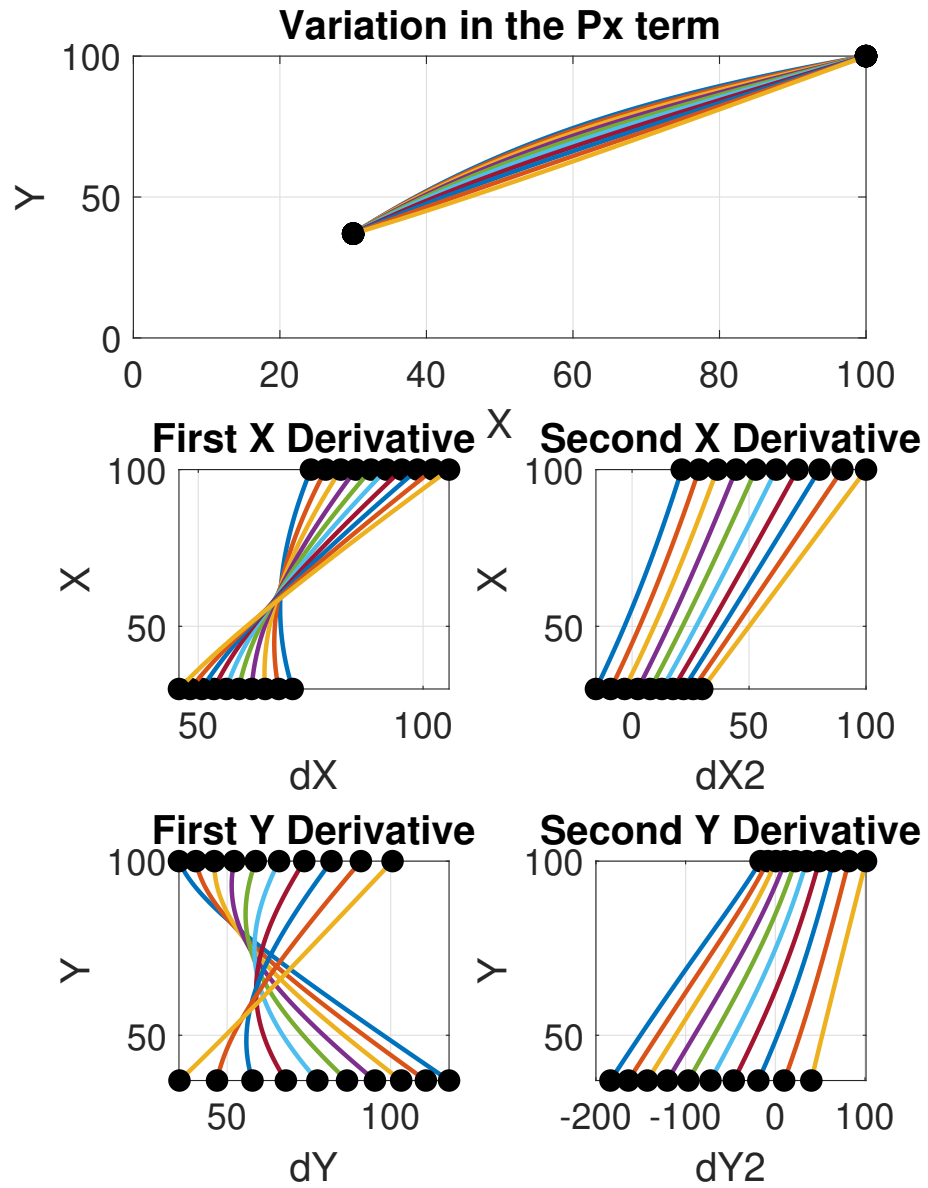 Variation in the Px term
100
50
0
Y
0 20 40 60 80 100
X
First X Derivative Second X Derivative
100 100
X X
50 50
50 100 0 50 100
dX dX2
First Y Derivative Second Y Derivative
100 100
Y Y
50 50
50 100 -200 -100 0 100
dY dY2